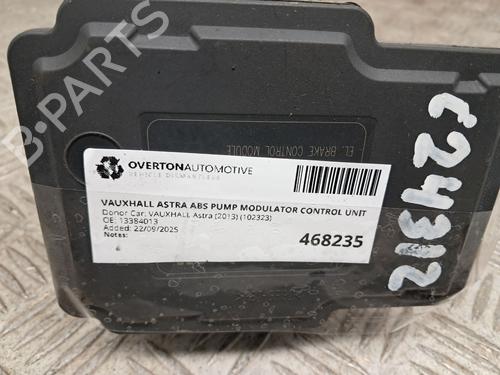 B-PARTS
EL. BRAKE CONTROL MODULE
OVERTONAUTOMOTIVE
VEHICLE DISMANTLERS
VAUXHALL ASTRA ABS PUMP MODULATOR CONTROL UNIT
Donor Car: VAUXHALL Astra (2013) (102323)
OE: 13384013
Added: 22/09/2025
Notes:
468235
C24312